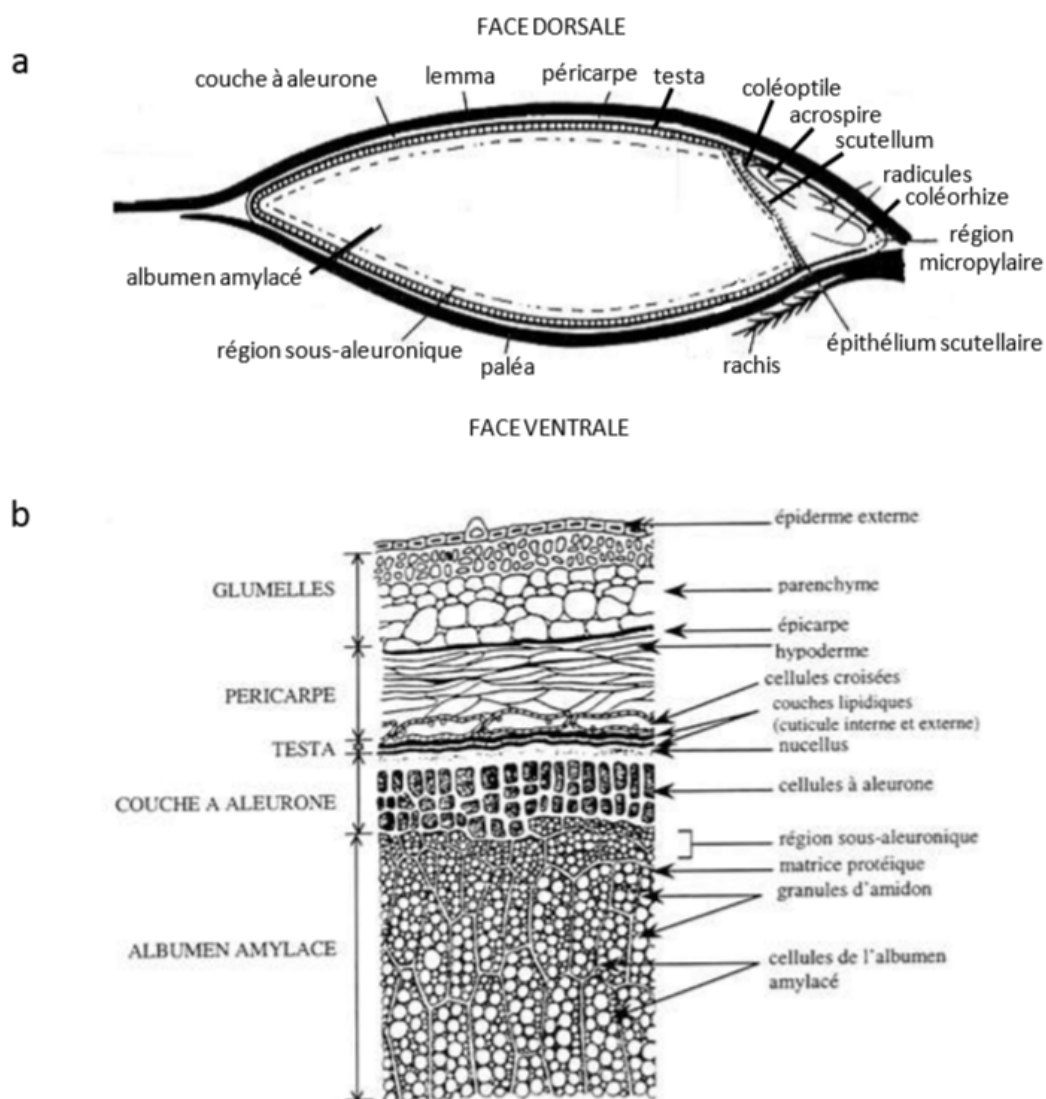 a
FACE DORSALE
couche à aleurone
lemma
péricarpe
testa
coléoptile
acrospire
scutellum
radicules
coléorhize
région
micropylaire
albumen amylacé
région sous-aleuronique
paléa
rachis
épithélium scutellaire
FACE VENTRALE
b
épiderme externe
GLUMELLES
parenchyme
épicarpe
hypoderme
cellules croisées
PERICARPE
couches lipidiques
(cuticule interne et externe)
TESTA
nucellus
COUCHE A ALEURONE
cellules à aleurone
région sous-aleuronique
matrice protéique
granules d'amidon
ALBUMEN AMYLACE
cellules de l'albumen
amylacé